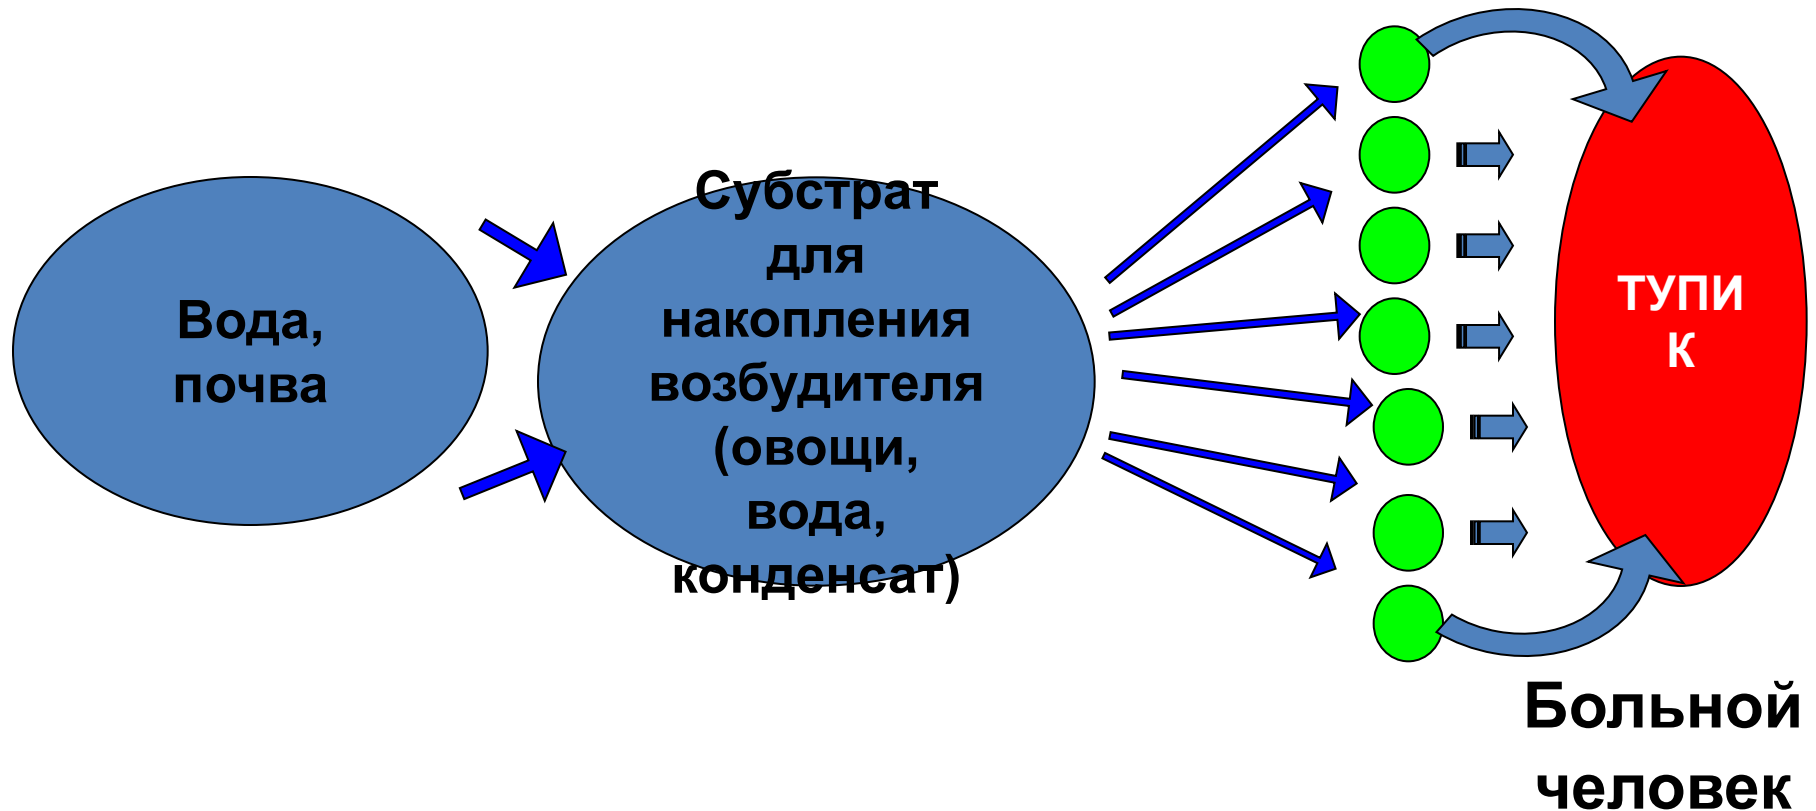 Вода,
почва
Субстрат
для
накопления
возбудителя
(овощи,
вода,
конденсат)
ТУПИ
К
Больной
человек